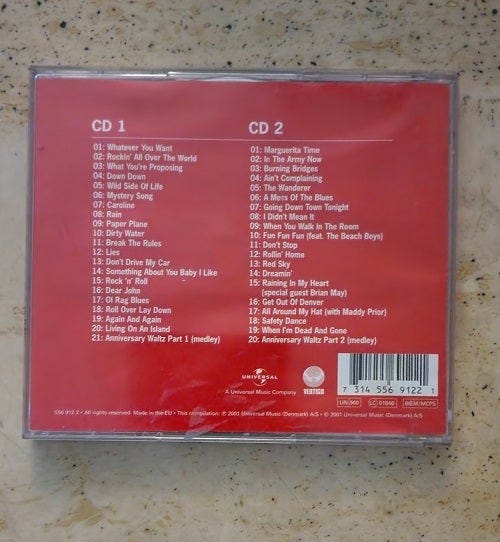 CD 1
01: Whatever You Want
02: Rockin' All Over The World
03: What You're Proposing
04: Down Down
05: Wild Side Of Life
06: Mystery Song
07: Caroline
08: Rain
09: Paper Plane
10: Dirty Water
11: Break The Rules
12: Lies
13: Don't Drive My Car
14: Something About You Baby I Like
15: Rock 'n' Roll
16: Dear John
17: Ol Rag Blues
18: Roll Over Lay Down
19: Again And Again
20: Living On An Island
21: Anniversary Waltz Part 1 (medley)
CD 2
01: Marguerita Time
02: In The Army Now
03: Burning Bridges
04: Ain't Complaining
05: The Wanderer
06: A Mess Of The Blues
07: Going Down Town Tonight
08: I Didn't Mean It
09: When You Walk In The Room
10: Fun Fun Fun (feat. The Beach Boys)
11: Don't Stop
12: Rollin' Home
13: Red Sky
14: Dreamin'
15: Raining In My Heart
(special guest Brian May)
16: Get Out Of Denver
17: All Around My Hat (with Maddy Prior)
18: Safety Dance
19: When I'm Dead And Gone
20: Anniversary Waltz Part 2 (medley)
UNIVERSAL
A Universal Music Company
VERTIGO
7 314 556 9122 1
UN 900 LC 01846 BIEM/MCPS
556 912 2 • All rights reserved. Made in the EU • This compilation: ℗ 2001 Universal Music (Denmark) A/S • © 2001 Universal Music (Denmark) A/S